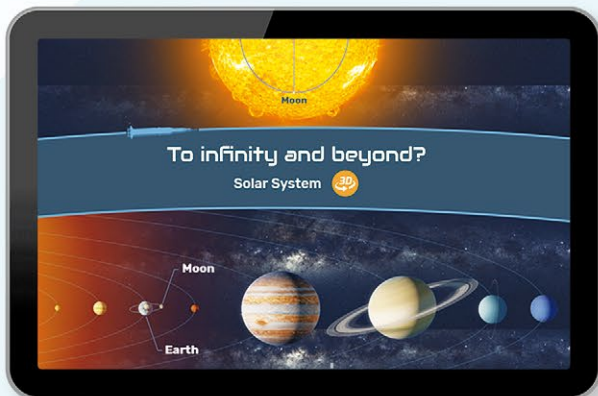 Moon
To infinity and beyond?
Solar System 3D
Moon
Earth